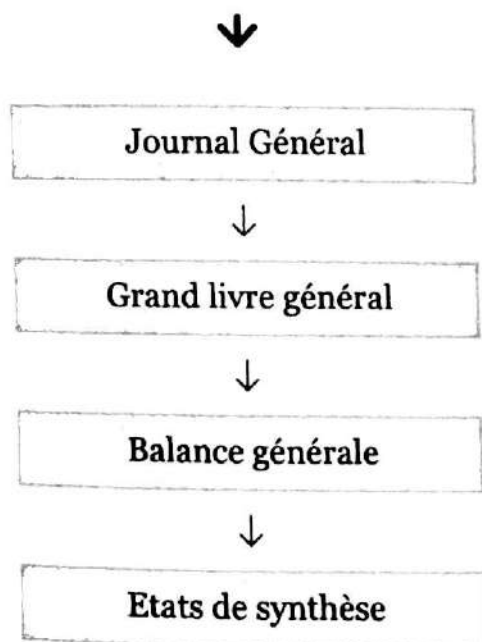 Journal Général
Grand livre général
Balance générale
Etats de synthèse